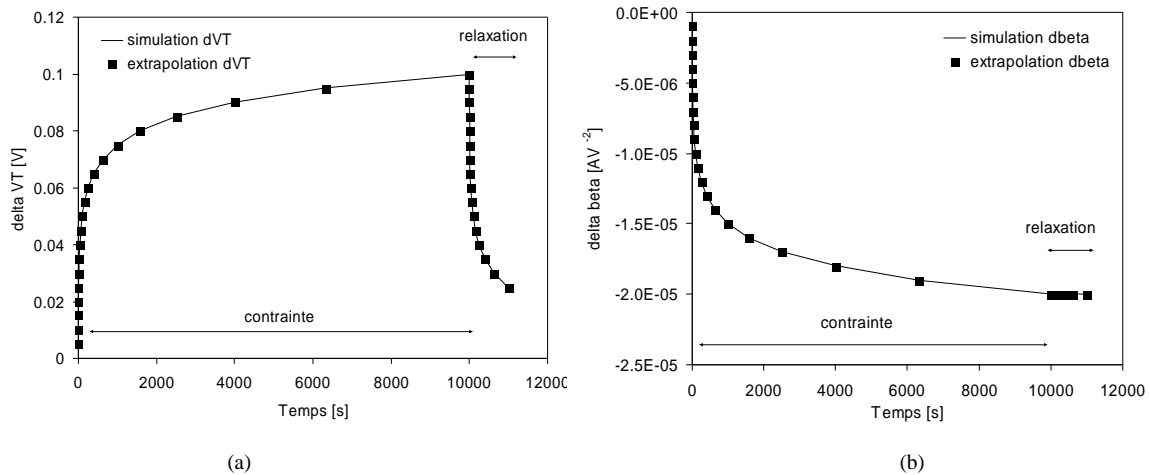 0.12
0.1
0.08
0.06
0.04
0.02
0
delta VT [V]
simulation dVT
extrapolation dVT
relaxation
contrainte
0 2000 4000 6000 8000 10000 12000
Temps [s]
(a)
0.0E+00
-5.0E-06
-1.0E-05
-1.5E-05
-2.0E-05
-2.5E-05
delta beta [AV -2]
simulation dbeta
extrapolation dbeta
relaxation
contrainte
0 2000 4000 6000 8000 10000 12000
Temps [s]
(b)